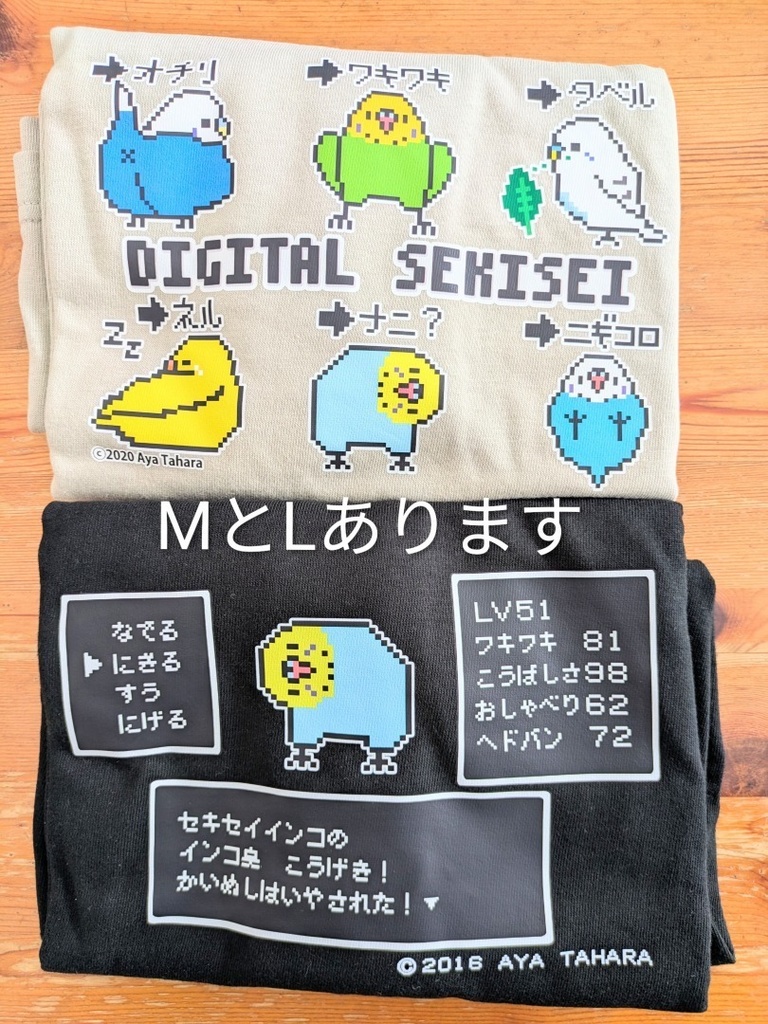 オチリ
ワキワキ
タベル
DIGITAL SEKISEI
zz
ネル
ナニ?
ニギコロ
©2020 Aya Tahara
MとLあります
なでる
にぎる
すう
にげる
LV51
ワキワキ 81
こうばしさ98
おしゃべり62
ヘドバン 72
セキセイインコの
インコ臭 こうげき!
かいぬしはいやされた!
©2016 AYA TAHARA